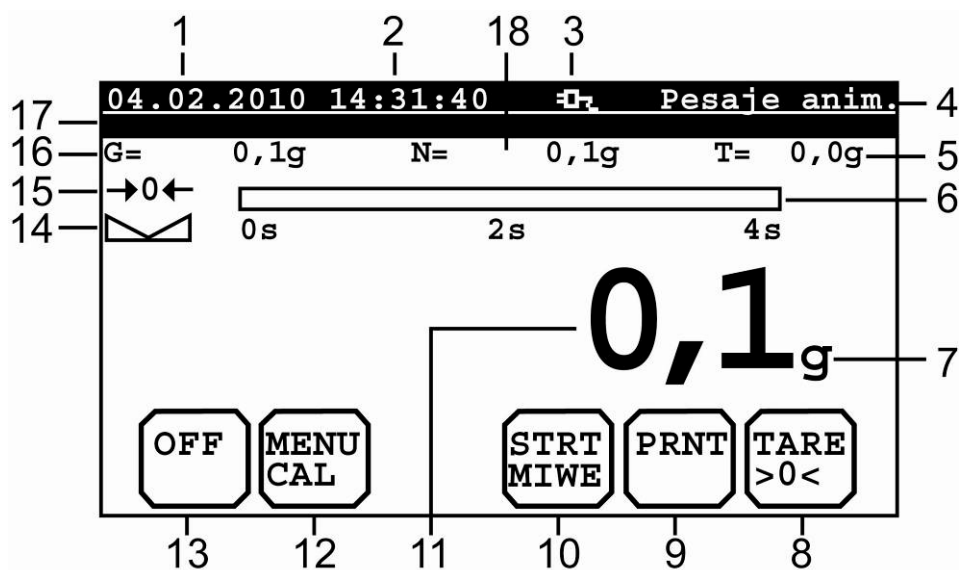 1 2 18 3
04.02.2010 14:31:40 Pesaje anim. 4
17
16 G= 0,1g N= 0,1g T= 0,0g 5
15 →0←
6
14 0s 2s 4s
0,1g 7
OFF MENU STRT PRNT TARE
CAL MIWE >0<
13 12 11 10 9 8